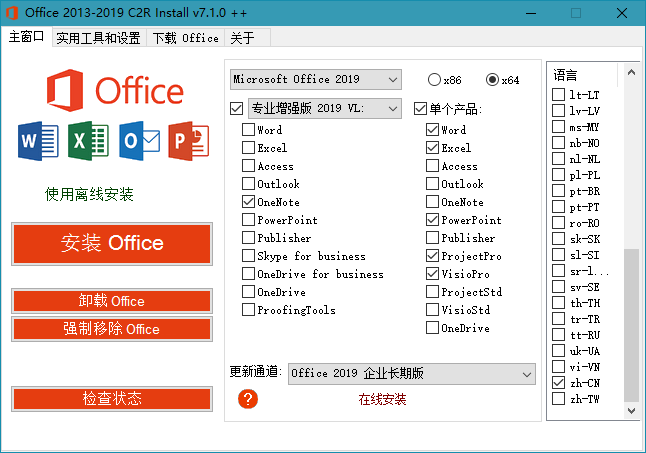 Office 2013-2019 C2R Install v7.1.0 ++
主窗口 实用工具和设置 下载 Office 关于
Office
W X O P
使用离线安装
安装 Office
卸载 Office
强制移除 Office
检查状态
Microsoft Office 2019 x86 x64
专业增强版 2019 VL: 单个产品:
Word
Excel
Access
Outlook
OneNote
PowerPoint
Publisher
Skype for business
OneDrive for business
OneDrive
ProofingTools
Word
Excel
Access
Outlook
OneNote
PowerPoint
Publisher
ProjectPro
VisioPro
ProjectStd
VisioStd
OneDrive
更新通道: Office 2019 企业长期版
? 在线安装
语言
lt-LT
lv-LV
ms-MY
nb-NO
nl-NL
pl-PL
pt-BR
pt-PT
ro-RO
sk-SK
sl-SI
sr-l...
sv-SE
th-TH
tr-TR
tt-RU
uk-UA
vi-VN
zh-CN
zh-TW